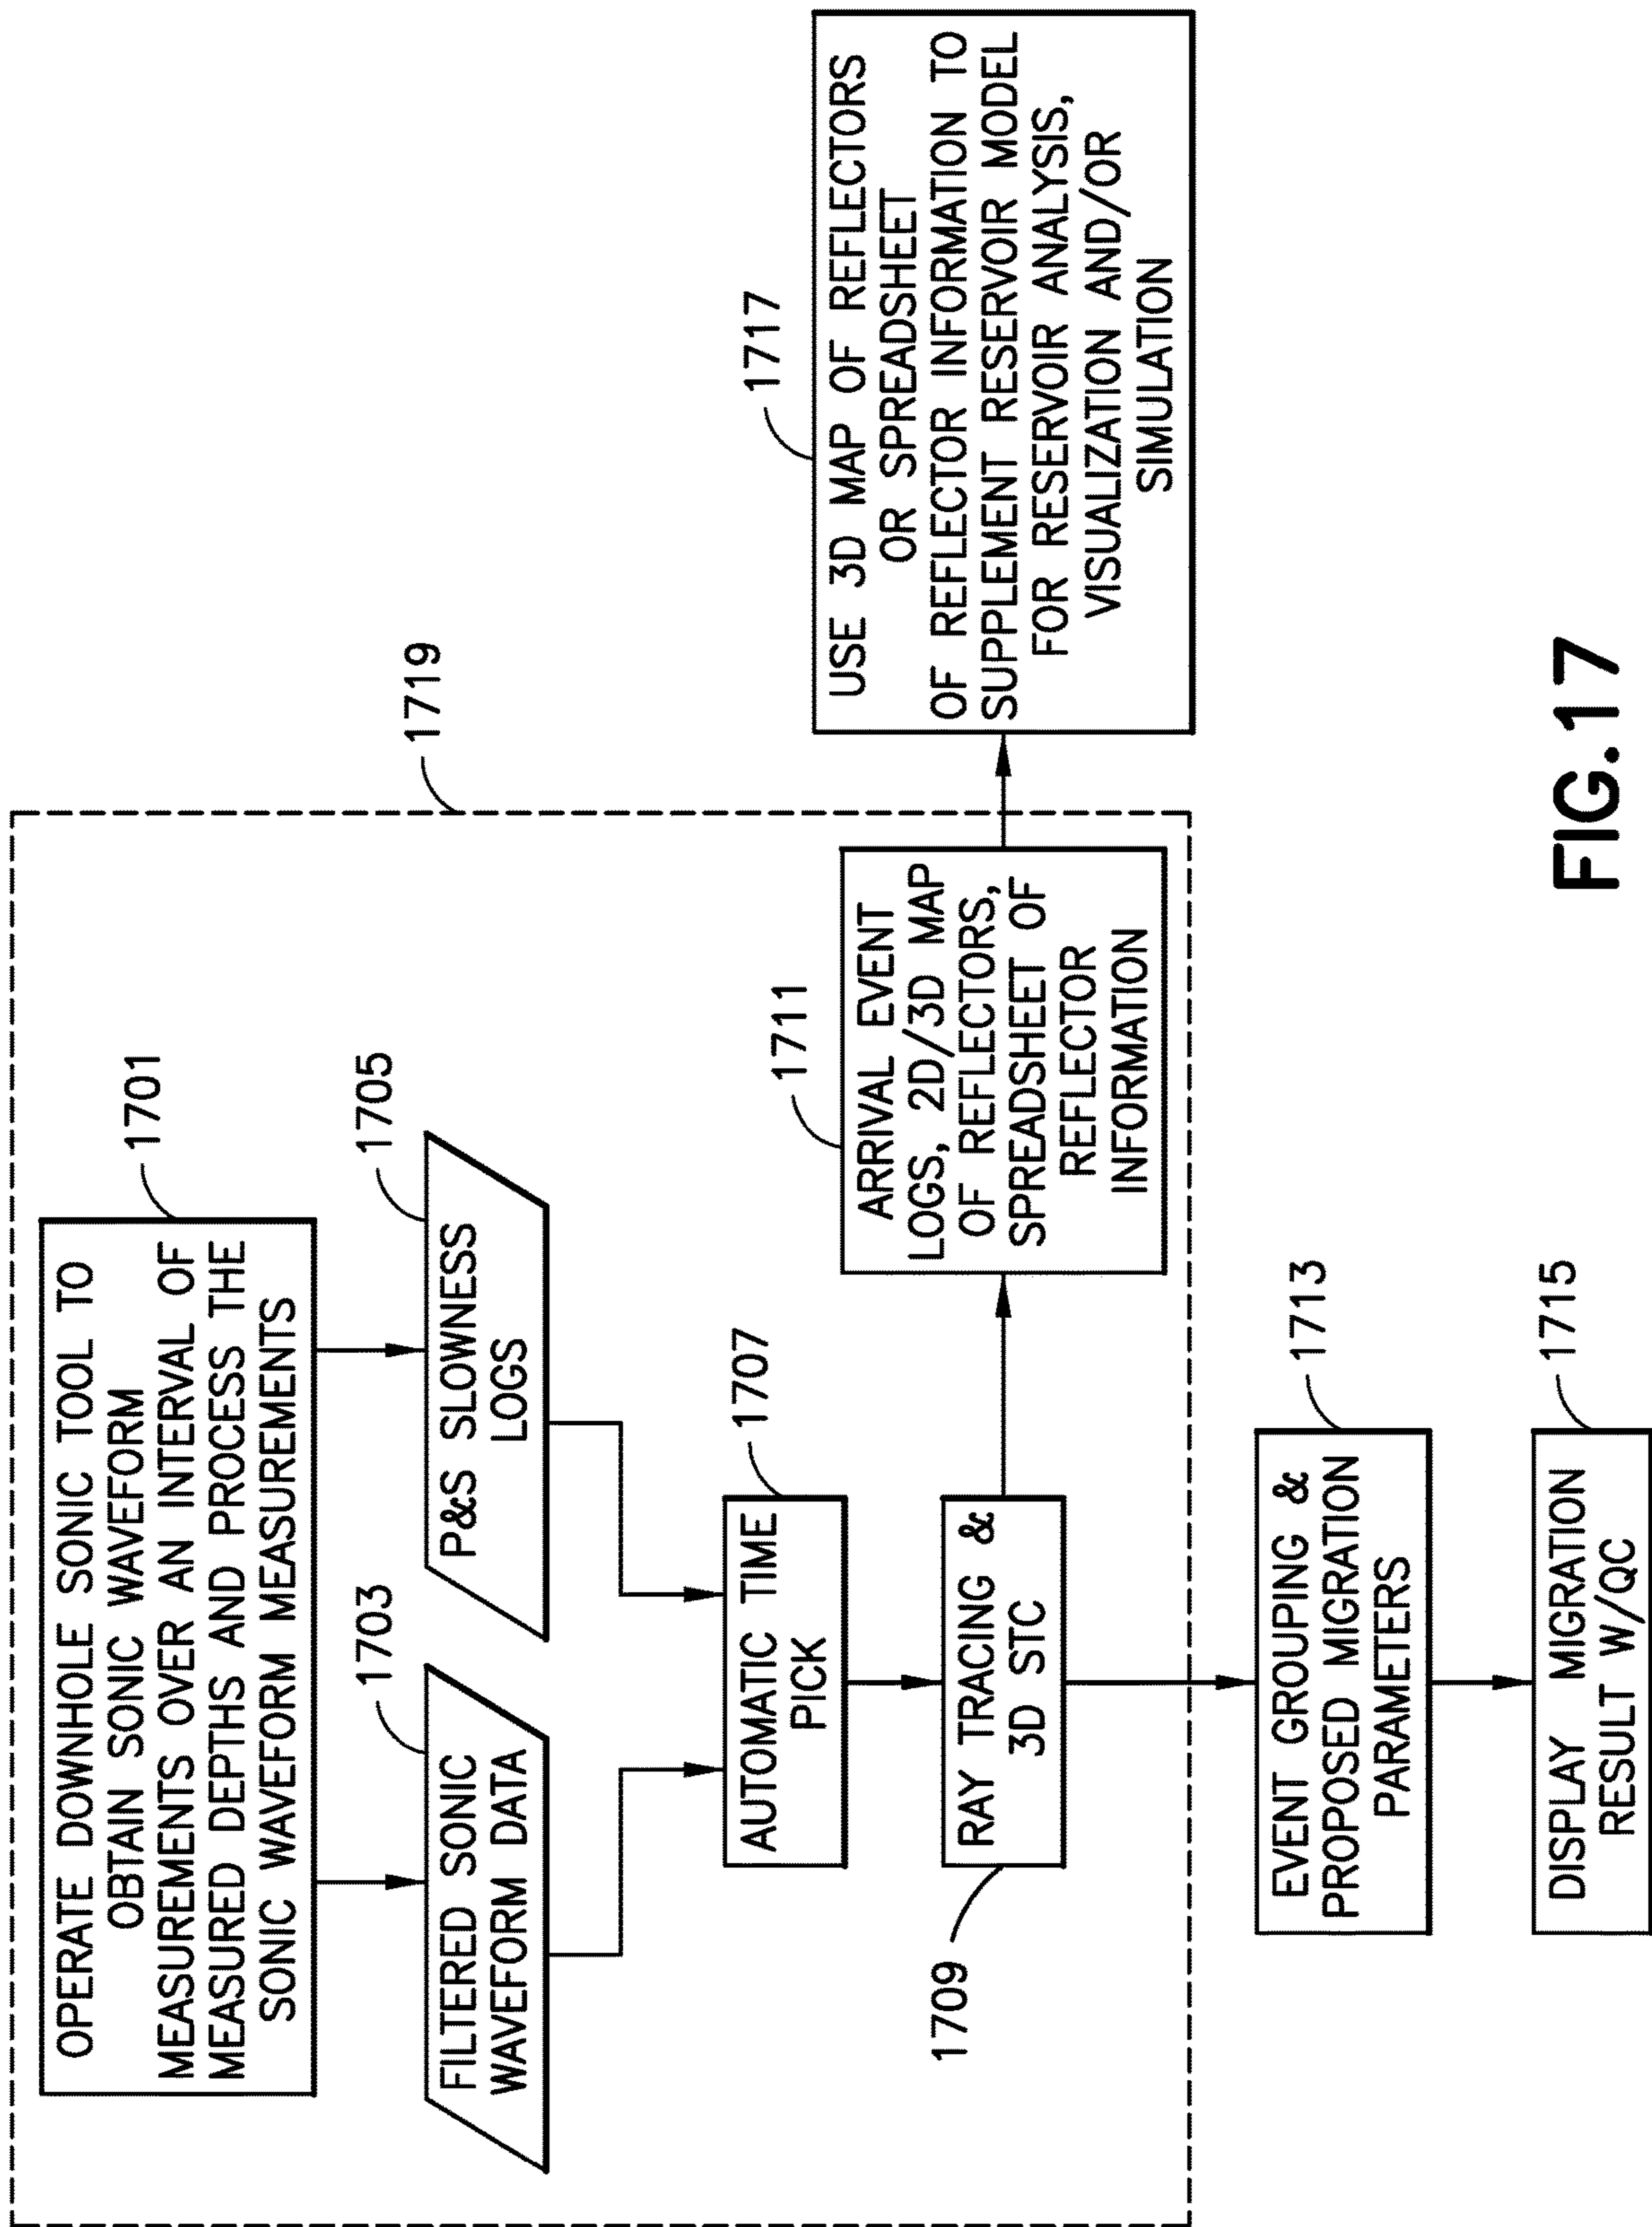 1701
OPERATE DOWNHOLE SONIC TOOL TO
OBTAIN SONIC WAVEFORM
MEASUREMENTS OVER AN INTERVAL OF
MEASURED DEPTHS AND PROCESS THE
SONIC WAVEFORM MEASUREMENTS
1703
FILTERED SONIC
WAVEFORM DATA
1705
P&S SLOWNESS
LOGS
1719
1707
AUTOMATIC TIME
PICK
1709
RAY TRACING &
3D STC
1711
ARRIVAL EVENT
LOGS, 2D/3D MAP
OF REFLECTORS,
SPREADSHEET OF
REFLECTOR
INFORMATION
1717
USE 3D MAP OF REFLECTORS
OR SPREADSHEET
OF REFLECTOR INFORMATION TO
SUPPLEMENT RESERVOIR MODEL
FOR RESERVOIR ANALYSIS,
VISUALIZATION AND/OR
SIMULATION
1713
EVENT GROUPING &
PROPOSED MIGRATION
PARAMETERS
1715
DISPLAY MIGRATION
RESULT W/QC
FIG.17